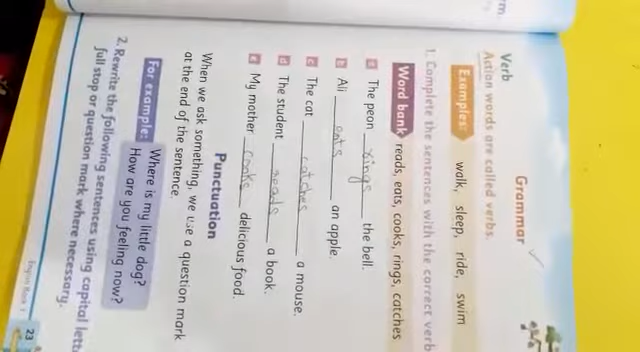 Grammar
Verb
Action words are called verbs.
Examples: walk, sleep, ride, swim
1. Complete the sentences with the correct verb
Word bank reads, eats, cooks, rings, catches
a The peon rings the bell.
b Ali eats an apple.
c The cat catches a mouse.
d The student reads a book.
e My mother cooks delicious food.
Punctuation
When we ask something, we use a question mark
at the end of the sentence.
For example: Where is my little dog?
How are you feeling now?
2. Rewrite the following sentences using capital lett
full stop or question mark where necessary.
English Book 1 23